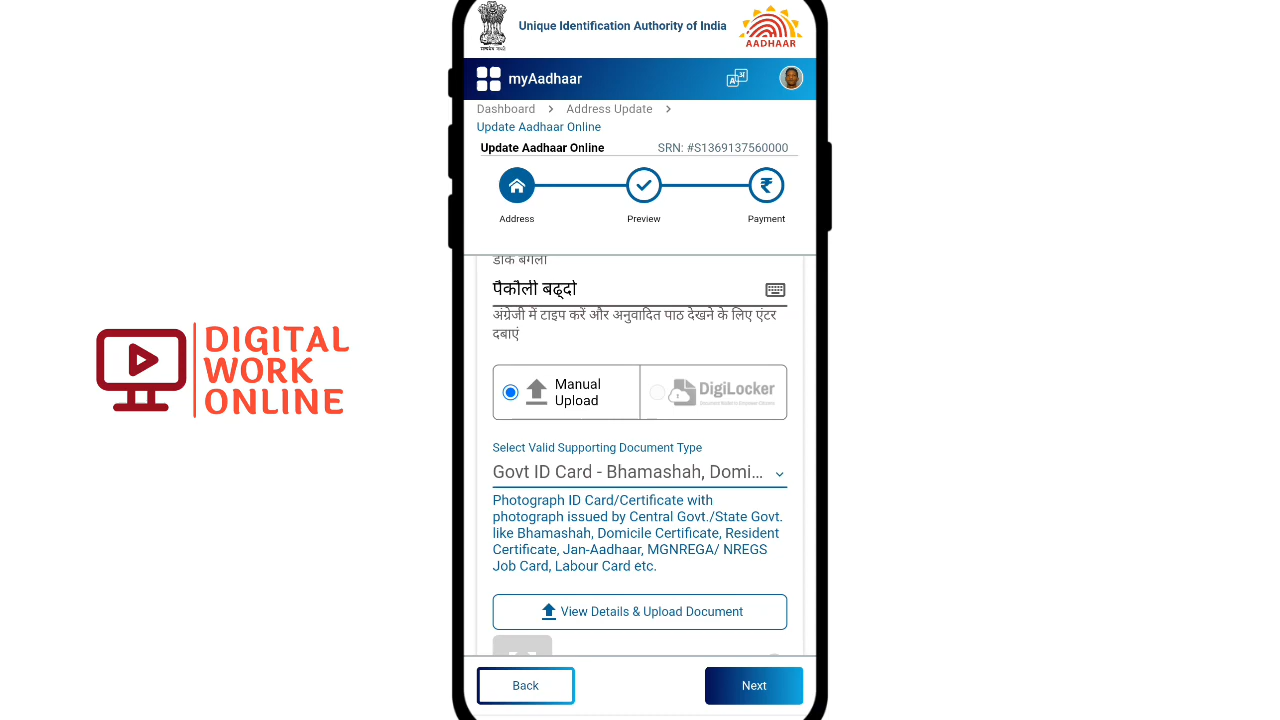 Unique Identification Authority of India
AADHAAR
myAadhaar
Dashboard > Address Update >
Update Aadhaar Online
Update Aadhaar Online SRN: #S1369137560000
Address Preview Payment
डाक बंगला
पैकौली बढ्दो
अंग्रेजी में टाइप करें और अनुवादित पाठ देखने के लिए एंटर
दबाएं
Manual
Upload
DigiLocker
Select Valid Supporting Document Type
Govt ID Card - Bhamashah, Domi...
Photograph ID Card/Certificate with
photograph issued by Central Govt./State Govt.
like Bhamashah, Domicile Certificate, Resident
Certificate, Jan-Aadhaar, MGNREGA/ NREGS
Job Card, Labour Card etc.
View Details & Upload Document
Back Next
DIGITAL
WORK
ONLINE